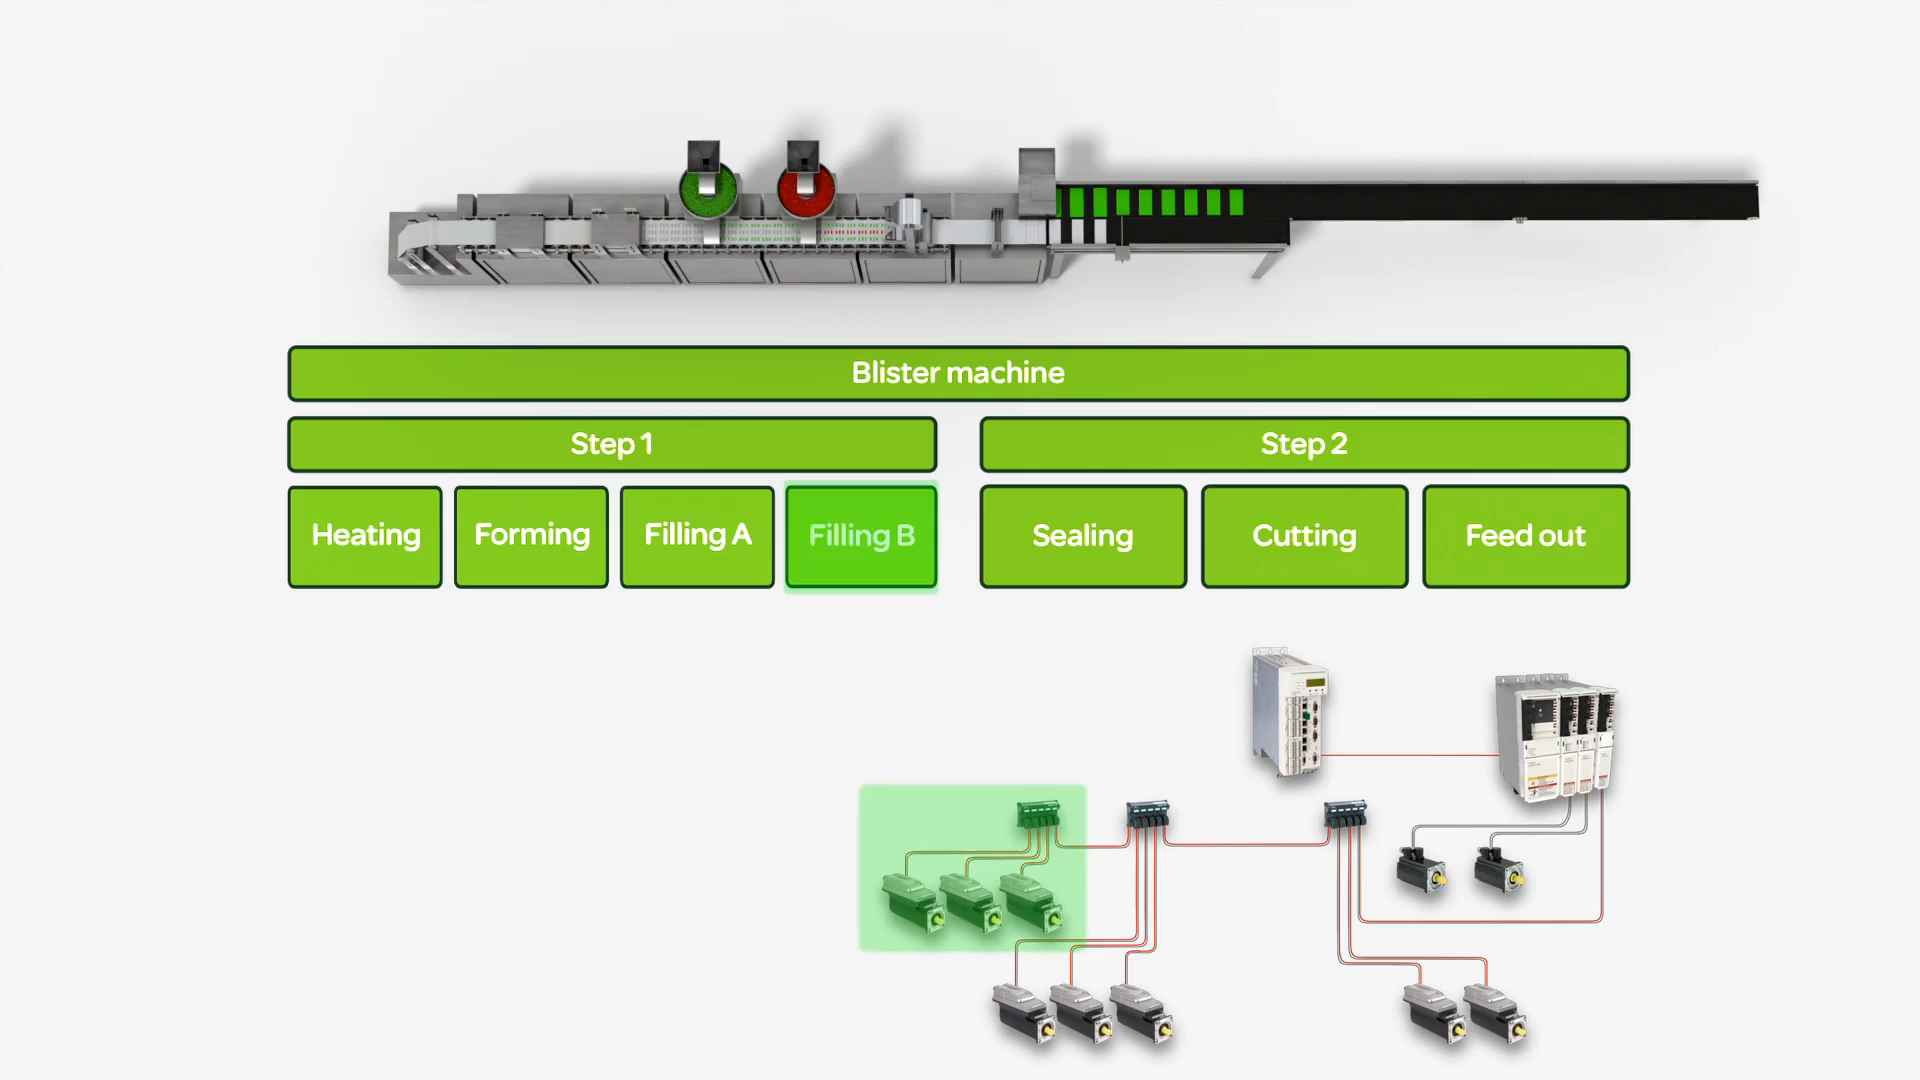 Blister machine
Step 1
Step 2
Heating
Forming
Filling A
Filling B
Sealing
Cutting
Feed out